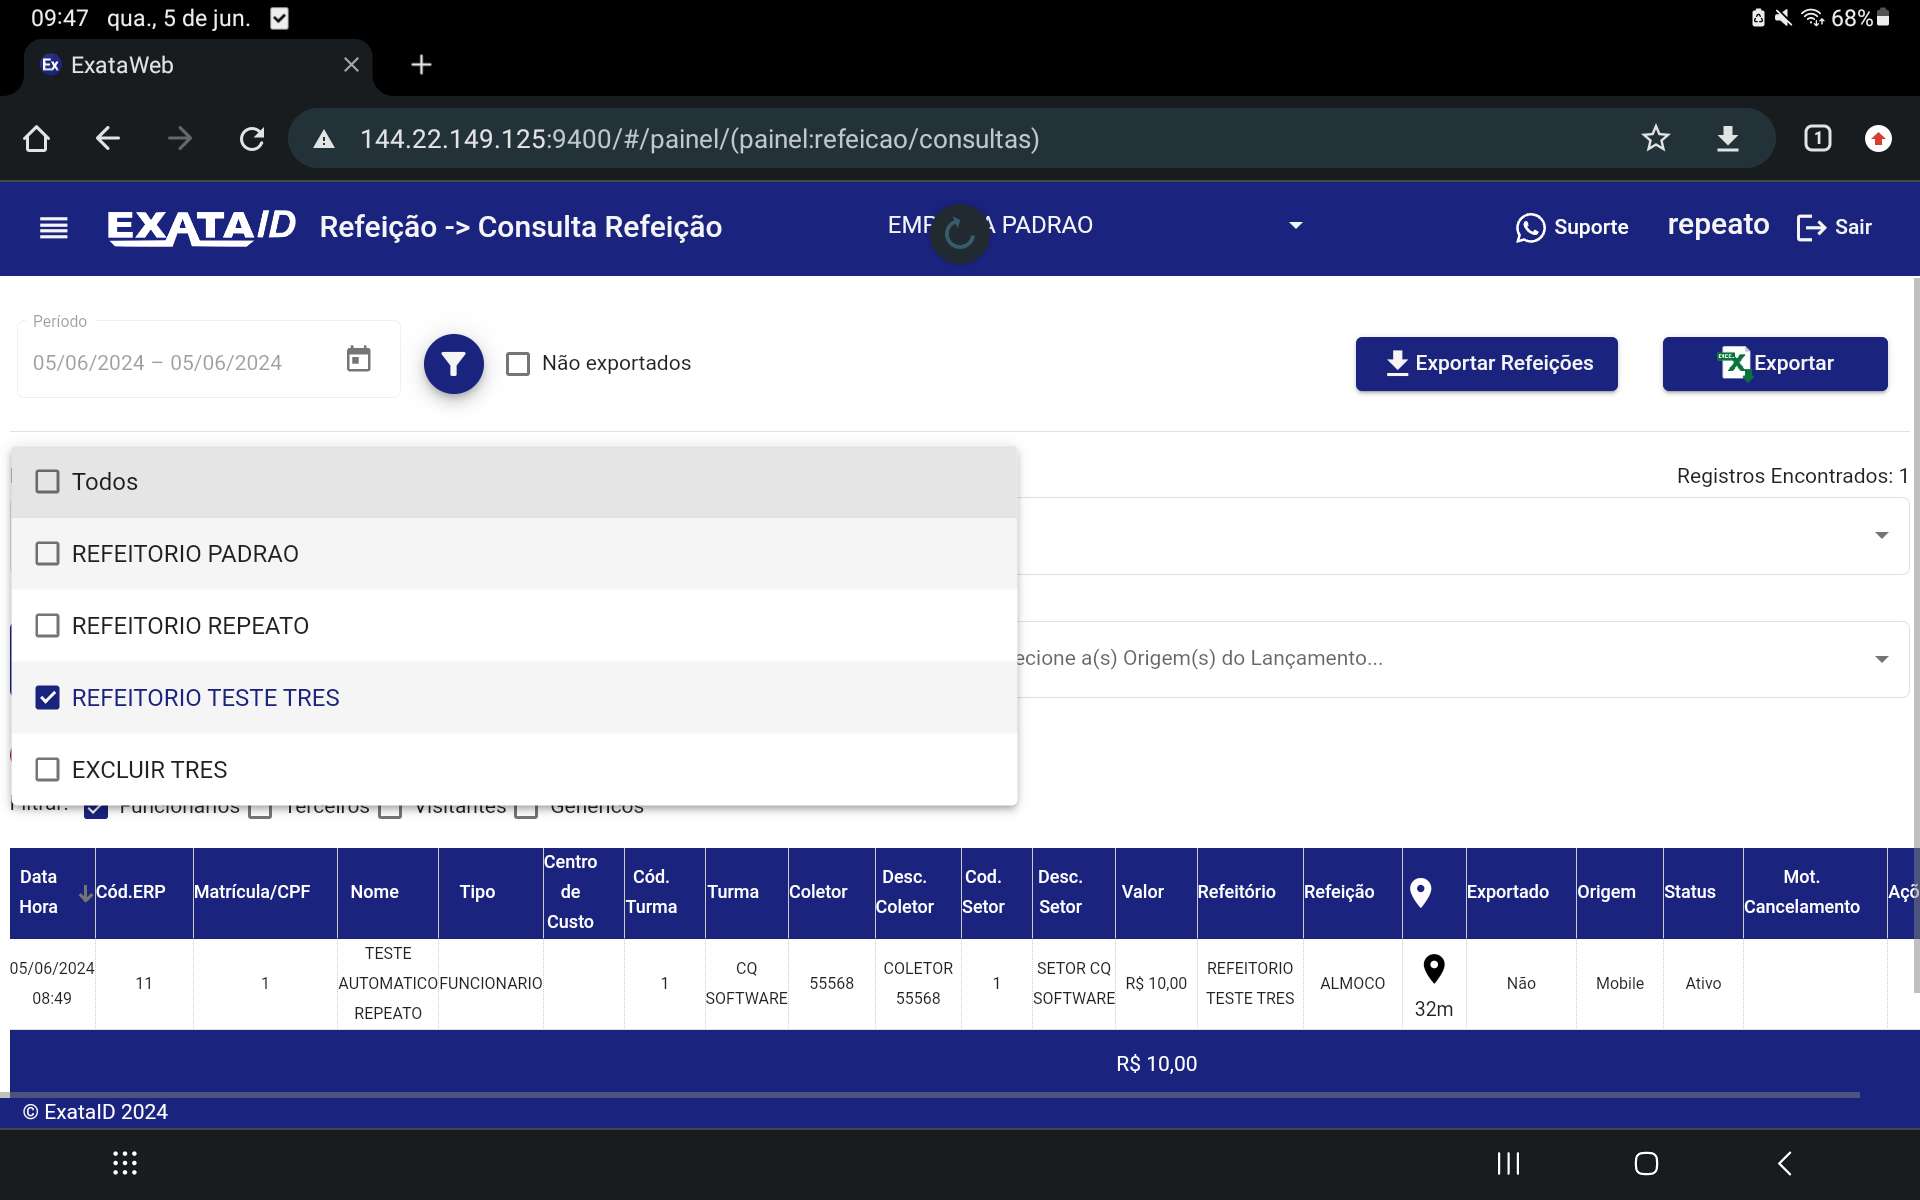 09:47 qua., 5 de jun.
68%
Ex ExataWeb
144.22.149.125:9400/#/painel/(painel:refeicao/consultas)
1
EXATAID Refeição -> Consulta Refeição
PADRAO
Suporte
repeato
Sair
Período
05/06/2024 – 05/06/2024
Não exportados
Exportar Refeições
Exportar
Todos
Registros Encontrados: 1
REFEITORIO PADRAO
REFEITORIO REPEATO
ecione a(s) Origem(s) do Lançamento...
REFEITORIO TESTE TRES
EXCLUIR TRES
Filtrar: Funcionários Terceiros Visitantes Genéricos
Data Hora Cód.ERP Matrícula/CPF Nome Tipo Centro de Custo Cód. Turma Turma Coletor Desc. Coletor Cod. Setor Desc. Setor Valor Refeitório Refeição Exportado Origem Status Mot. Cancelamento Açõ
05/06/2024 08:49 11 1 TESTE AUTOMATICO REPEATO FUNCIONARIO 1 CQ SOFTWARE 55568 COLETOR 55568 1 SETOR CQ SOFTWARE R$ 10,00 REFEITORIO TESTE TRES ALMOCO 32m Não Mobile Ativo
R$ 10,00
© ExataID 2024